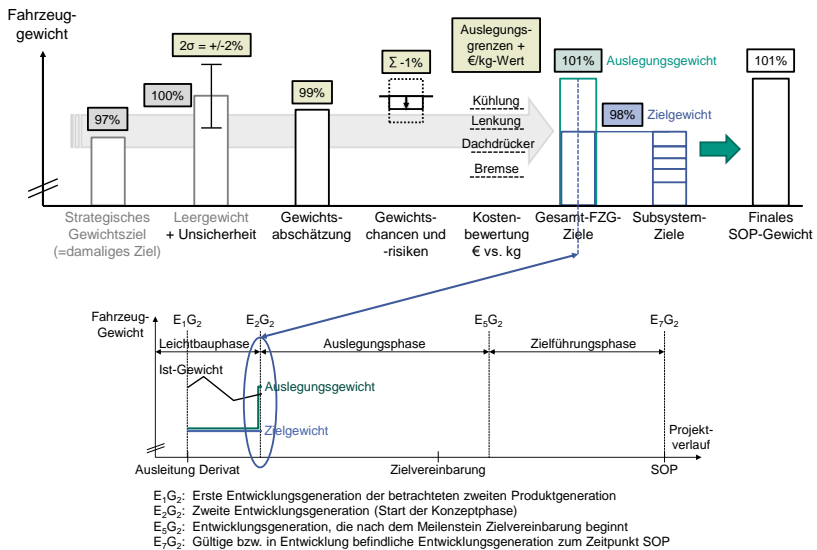 Fahrzeug-
gewicht
97%
100%
2σ = +/-2%
99%
∑ -1%
Auslegungs-
grenzen +
€/kg-Wert
Kühlung
Lenkung
Dachdrücker
Bremse
101%
Auslegungsgewicht
98%
Zielgewicht
101%
Strategisches
Gewichtsziel
(=damaliges Ziel)
Leergewicht
+ Unsicherheit
Gewichts-
abschätzung
Gewichts-
chancen und
-risiken
Kosten-
bewertung
€ vs. kg
Gesamt-FZG-
Ziele
Subsystem-
Ziele
Finales
SOP-Gewicht
Fahrzeug-
Gewicht
E₁G₂
E₂G₂
E₅G₂
E₇G₂
Leichtbauphase
Auslegungsphase
Zielführungsphase
Ist-Gewicht
Auslegungsgewicht
Zielgewicht
Projekt-
verlauf
Ausleitung Derivat
Zielvereinbarung
SOP
E₁G₂: Erste Entwicklungsgeneration der betrachteten zweiten Produktgeneration
E₂G₂: Zweite Entwicklungsgeneration (Start der Konzeptphase)
E₅G₂: Entwicklungsgeneration, die nach dem Meilenstein Zielvereinbarung beginnt
E₇G₂: Gültige bzw. in Entwicklung befindliche Entwicklungsgeneration zum Zeitpunkt SOP